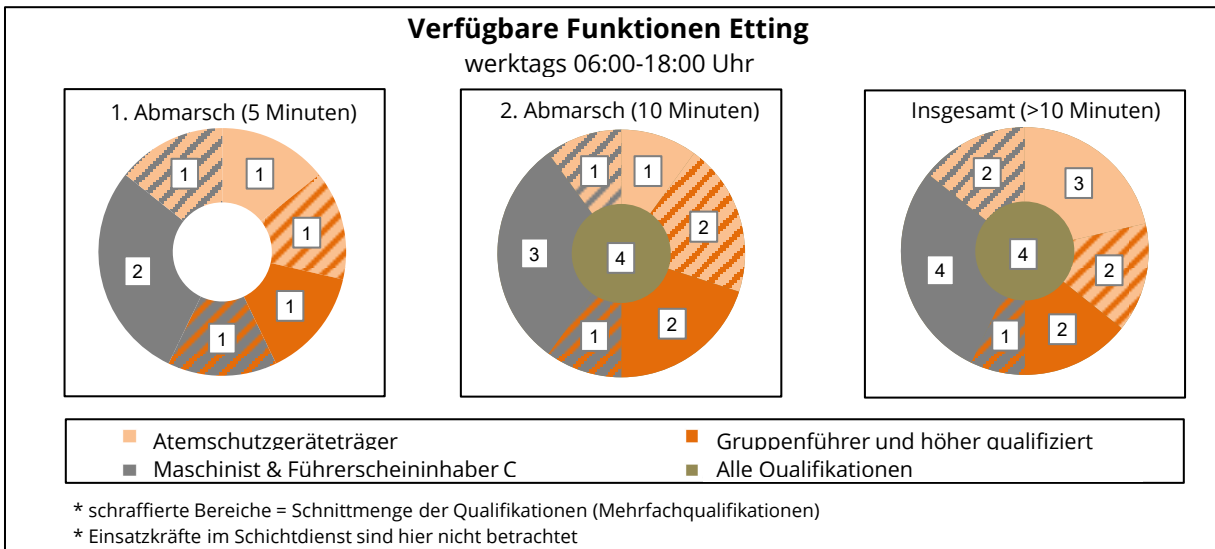 Verfügbare Funktionen Etting
werktags 06:00-18:00 Uhr
1. Abmarsch (5 Minuten)
1
1
1
1
2
1
2. Abmarsch (10 Minuten)
1
1
2
3
4
2
1
Insgesamt (>10 Minuten)
2
3
4
4
2
1
2
Atemschutzgeräteträger
Gruppenführer und höher qualifiziert
Maschinist & Führerscheininhaber C
Alle Qualifikationen
* schraffierte Bereiche = Schnittmenge der Qualifikationen (Mehrfachqualifikationen)
* Einsatzkräfte im Schichtdienst sind hier nicht betrachtet